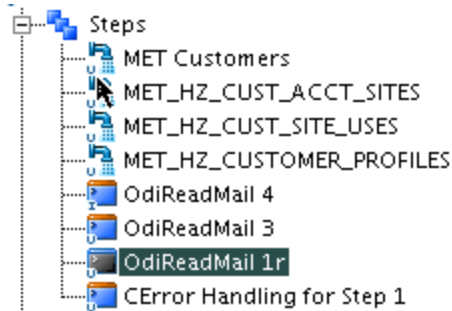 Steps
MET Customers
MET_HZ_CUST_ACCT_SITES
MET_HZ_CUST_SITE_USES
MET_HZ_CUSTOMER_PROFILES
OdiReadMail 4
OdiReadMail 3
OdiReadMail 1r
CError Handling for Step 1